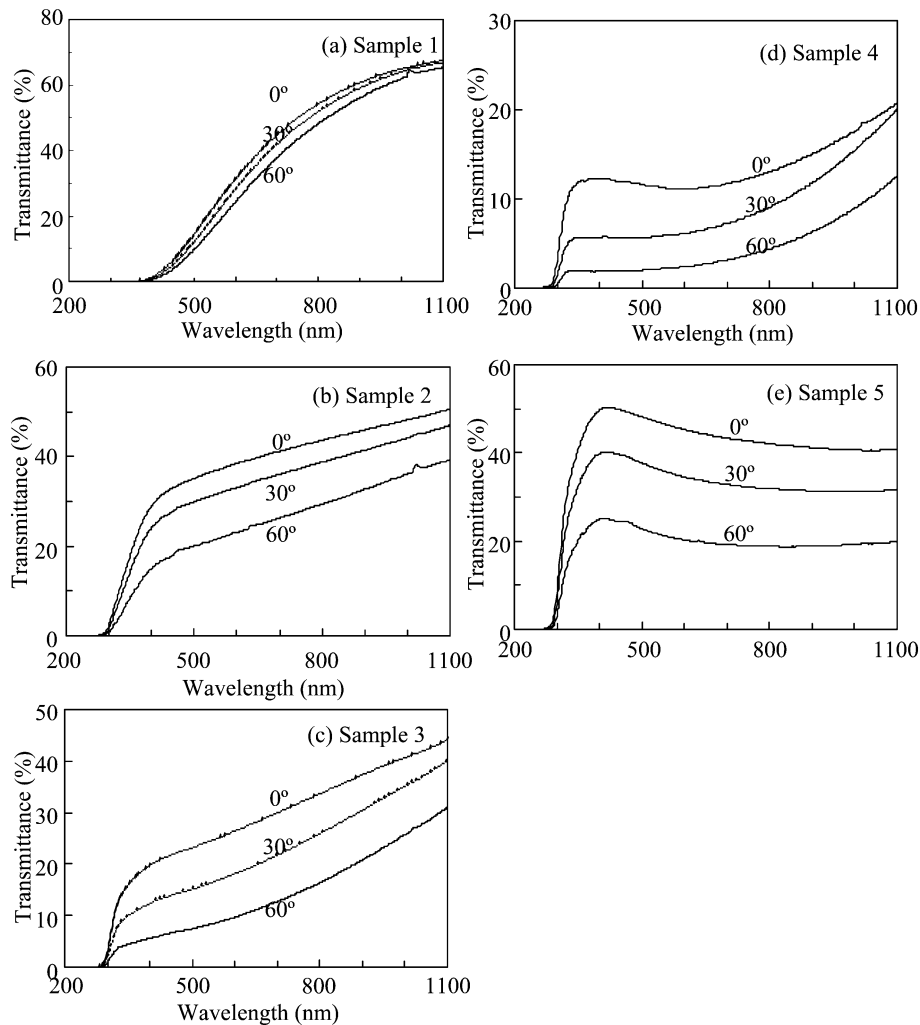 (a) Sample 1
Transmittance (%)
80
60
40
20
0
0º
30º
60º
200
500
800
1100
Wavelength (nm)
(d) Sample 4
Transmittance (%)
30
20
10
0
0º
30º
60º
200
500
800
1100
Wavelength (nm)
(b) Sample 2
Transmittance (%)
60
40
20
0
0º
30º
60º
200
500
800
1100
Wavelength (nm)
(e) Sample 5
Transmittance (%)
60
40
20
0
0º
30º
60º
200
500
800
1100
Wavelength (nm)
(c) Sample 3
Transmittance (%)
50
40
30
20
10
0
0º
30º
60º
200
500
800
1100
Wavelength (nm)